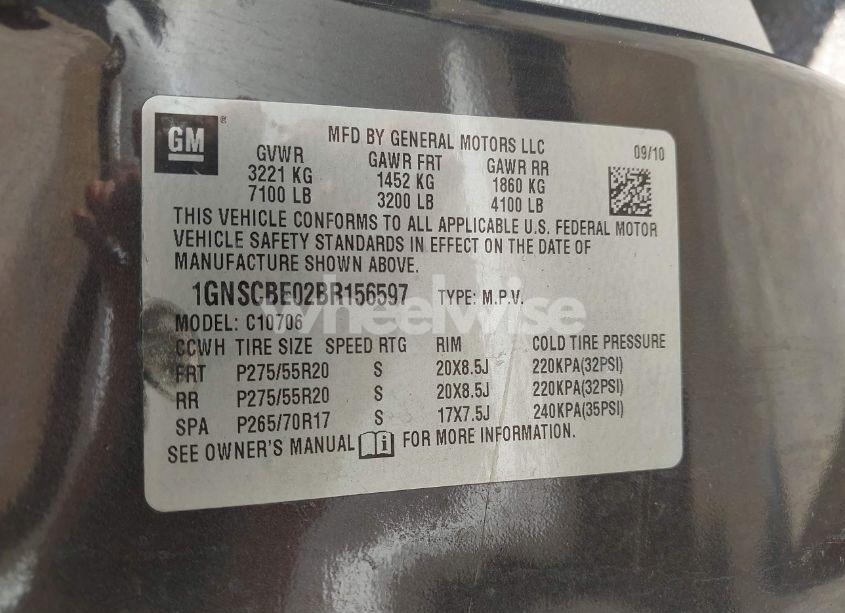 GM ®
MFD BY GENERAL MOTORS LLC 09/10
GVWR GAWR FRT GAWR RR
3221 KG 1452 KG 1860 KG
7100 LB 3200 LB 4100 LB
THIS VEHICLE CONFORMS TO ALL APPLICABLE U.S. FEDERAL MOTOR
VEHICLE SAFETY STANDARDS IN EFFECT ON THE DATE OF
MANUFACTURE SHOWN ABOVE.
1GNSCBE02BR156597 TYPE: M.P.V.
wheelwise
MODEL: C10706
CCWH TIRE SIZE SPEED RTG RIM COLD TIRE PRESSURE
FRT P275/55R20 S 20X8.5J 220KPA(32PSI)
RR P275/55R20 S 20X8.5J 220KPA(32PSI)
SPA P265/70R17 S 17X7.5J 240KPA(35PSI)
SEE OWNER'S MANUAL i FOR MORE INFORMATION.